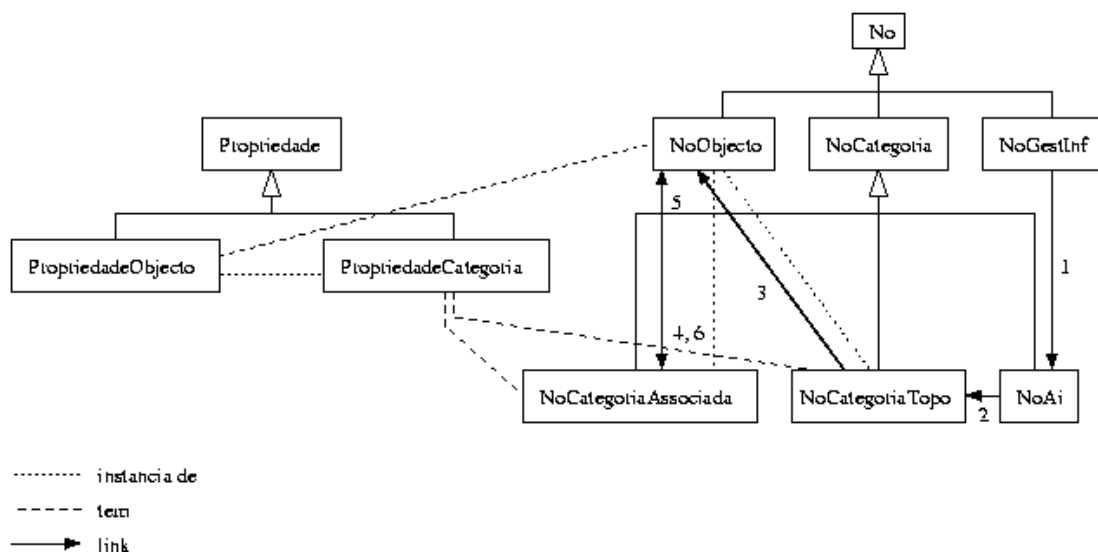 No
Propriedade
NoObjecto
NoCategoria
NoGestInf
5
PropriedadeObjecto
PropriedadeCategoria
1
3
4, 6
NoCategoriaAssociada
NoCategoriaTopo
NoAi
2
instancia de
tem
link